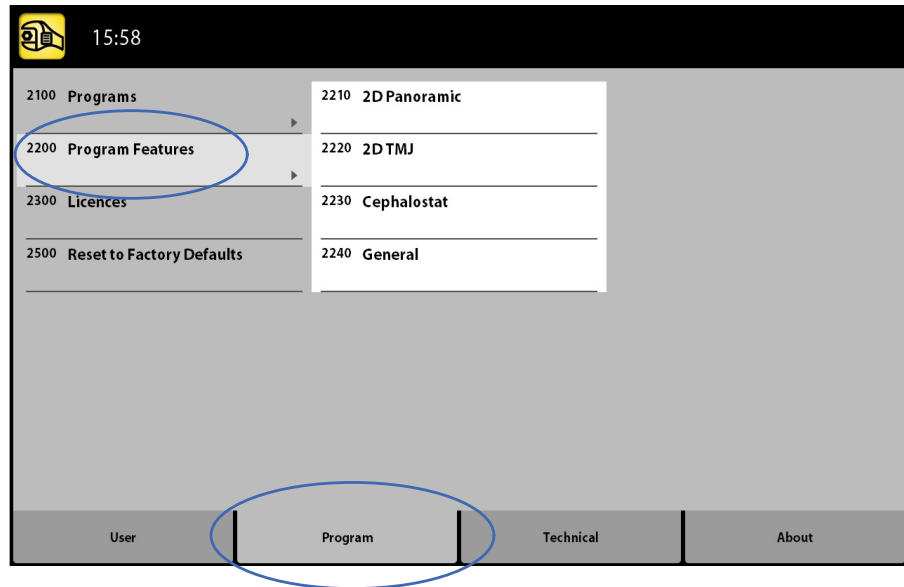 15:58
2100 Programs
2200 Program Features
2300 Licences
2500 Reset to Factory Defaults
2210 2D Panoramic
2220 2D TMJ
2230 Cephalostat
2240 General
User Program Technical About